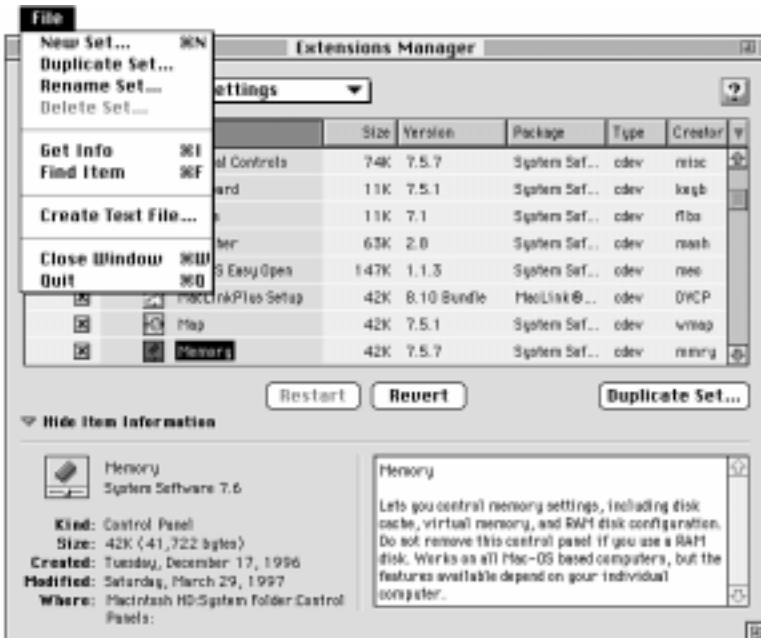 File
New Set... ⌘N
Duplicate Set...
Rename Set...
Delete Set...
Get Info ⌘I
Find Item ⌘F
Create Text File...
Close Window ⌘W
Quit ⌘Q
Extensions Manager
ettings
?
Size Version Package Type Creator
al Controls 74K 7.5.7 System Sof... cdev misc
ard 11K 7.5.1 System Sof... cdev keyb
11K 7.1 System Sof... cdev
her 63K 2.0 System Sof... cdev mash
S Easy Open 147K 1.1.3 System Sof... cdev meo
MacLinkPlus Setup 42K 8.10 Bundle MacLink®... cdev DVCP
Map 42K 7.5.1 System Sof... cdev wmap
Memory 42K 7.5.7 System Sof... cdev mmry
Restart Revert Duplicate Set...
Hide Item Information
Memory
System Software 7.6
Kind: Control Panel
Size: 42K (41,722 bytes)
Created: Tuesday, December 17, 1996
Modified: Saturday, March 29, 1997
Where: Macintosh HD:System Folder:Control
Panels:
Memory
Lets you control memory settings, including disk
cache, virtual memory, and RAM disk configuration.
Do not remove this control panel if you use a RAM
disk. Works on all Mac-OS based computers, but the
features available depend on your individual
computer.